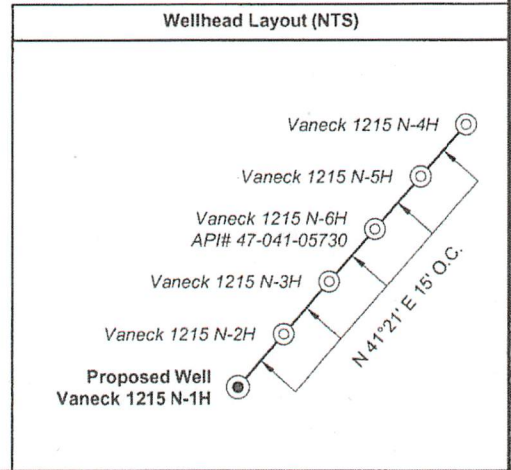 Wellhead Layout (NTS)
Vaneck 1215 N-4H
Vaneck 1215 N-5H
Vaneck 1215 N-6H
API# 47-041-05730
Vaneck 1215 N-3H
Vaneck 1215 N-2H
Proposed Well
Vaneck 1215 N-1H
N 41°21' E 15' O.C.